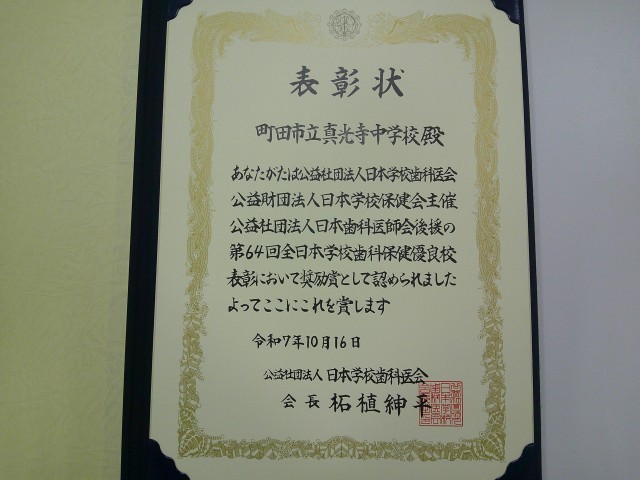 表彰状
町田市立真光寺中学校殿
あなたがたは公益社団法人日本学校歯科医会
公益財団法人日本学校保健会主催
公益社団法人日本歯科医師会後援の
第64回全日本学校歯科保健優良校
表彰において奨励賞として認められました
よってここにこれを賞します
令和7年10月16日
公益社団法人 日本学校歯科医会
会長 柘植紳平